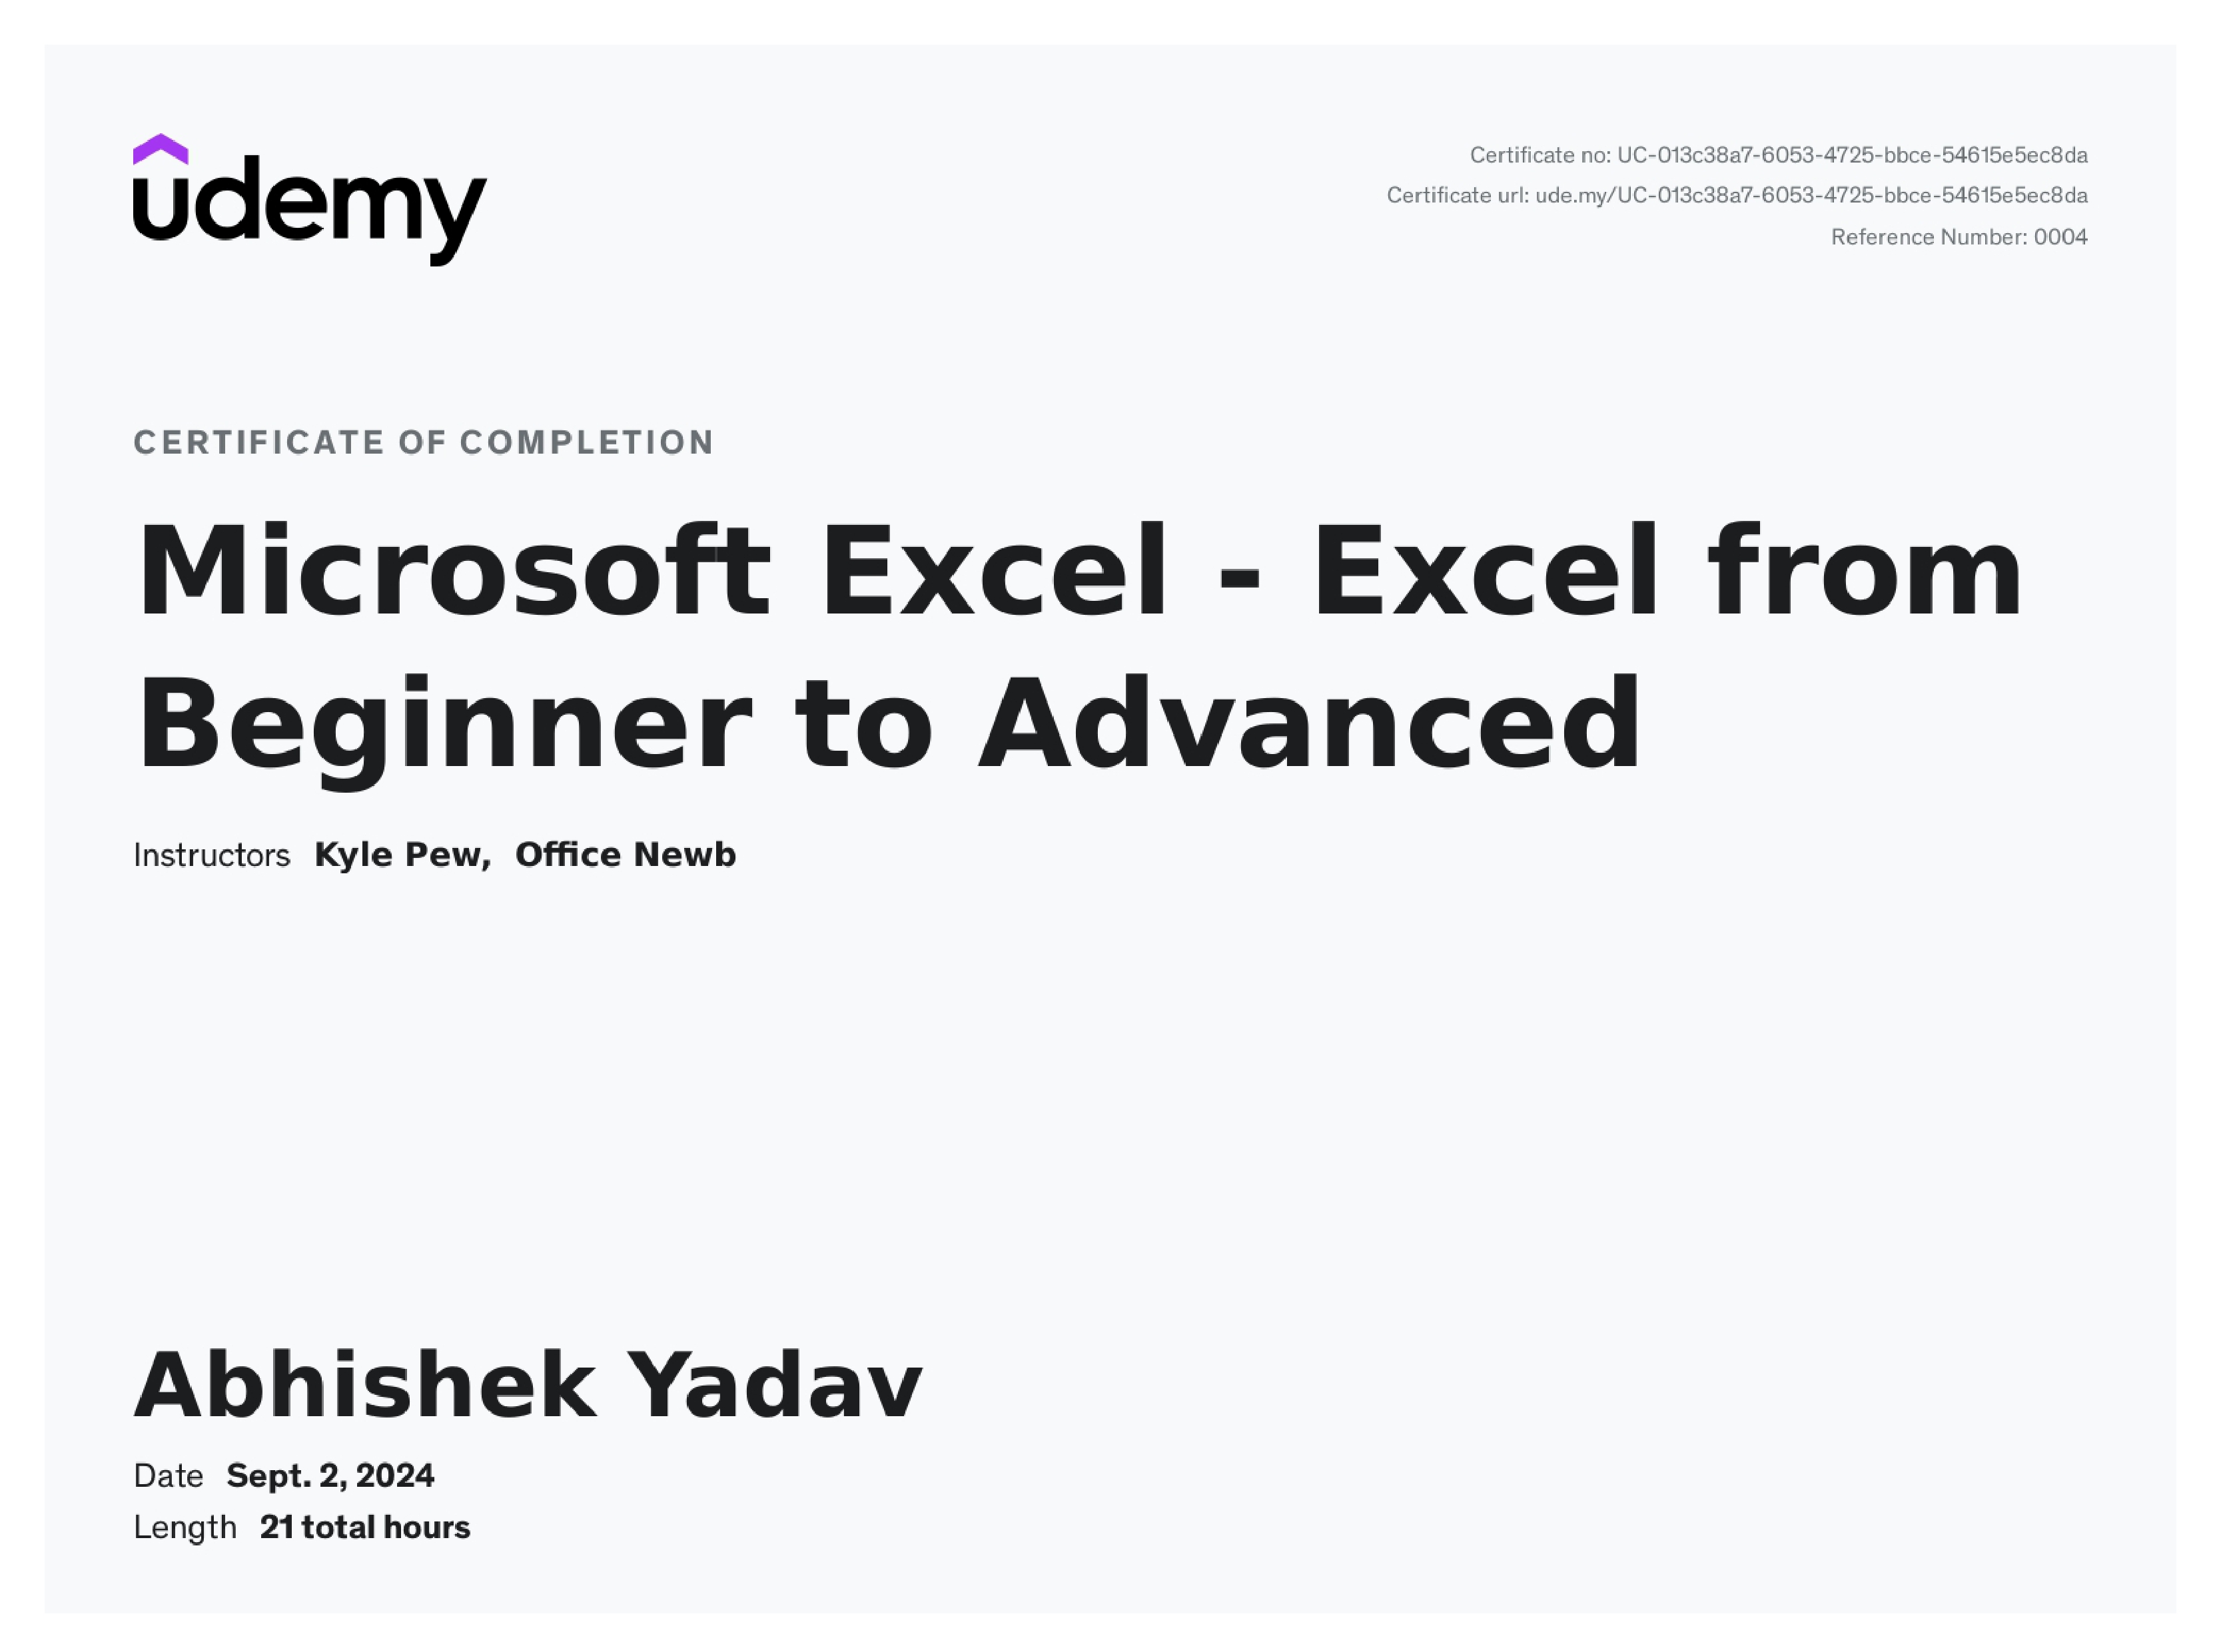 udemy
Certificate no: UC-013c38a7-6053-4725-bbce-54615e5ec8da
Certificate url: ude.my/UC-013c38a7-6053-4725-bbce-54615e5ec8da
Reference Number: 0004
CERTIFICATE OF COMPLETION
Microsoft Excel - Excel from
Beginner to Advanced
Instructors Kyle Pew, Office Newb
Abhishek Yadav
Date Sept. 2, 2024
Length 21 total hours